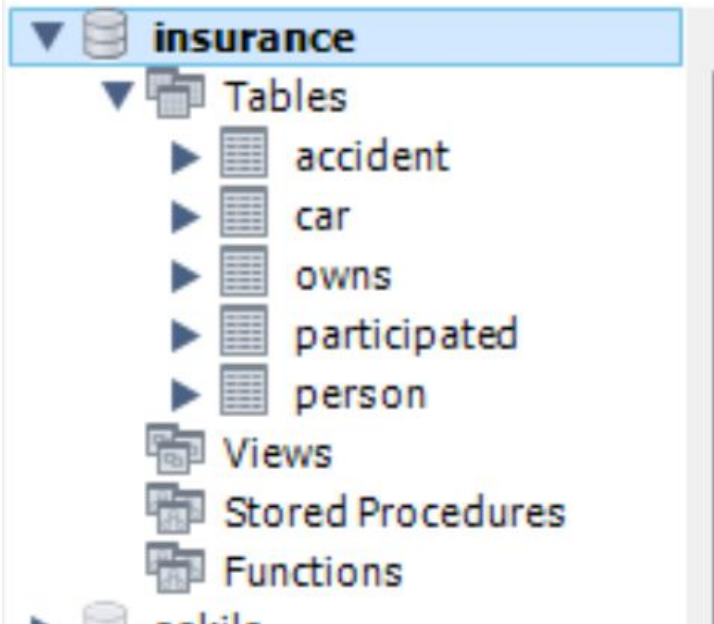 insurance
Tables
accident
car
owns
participated
person
Views
Stored Procedures
Functions